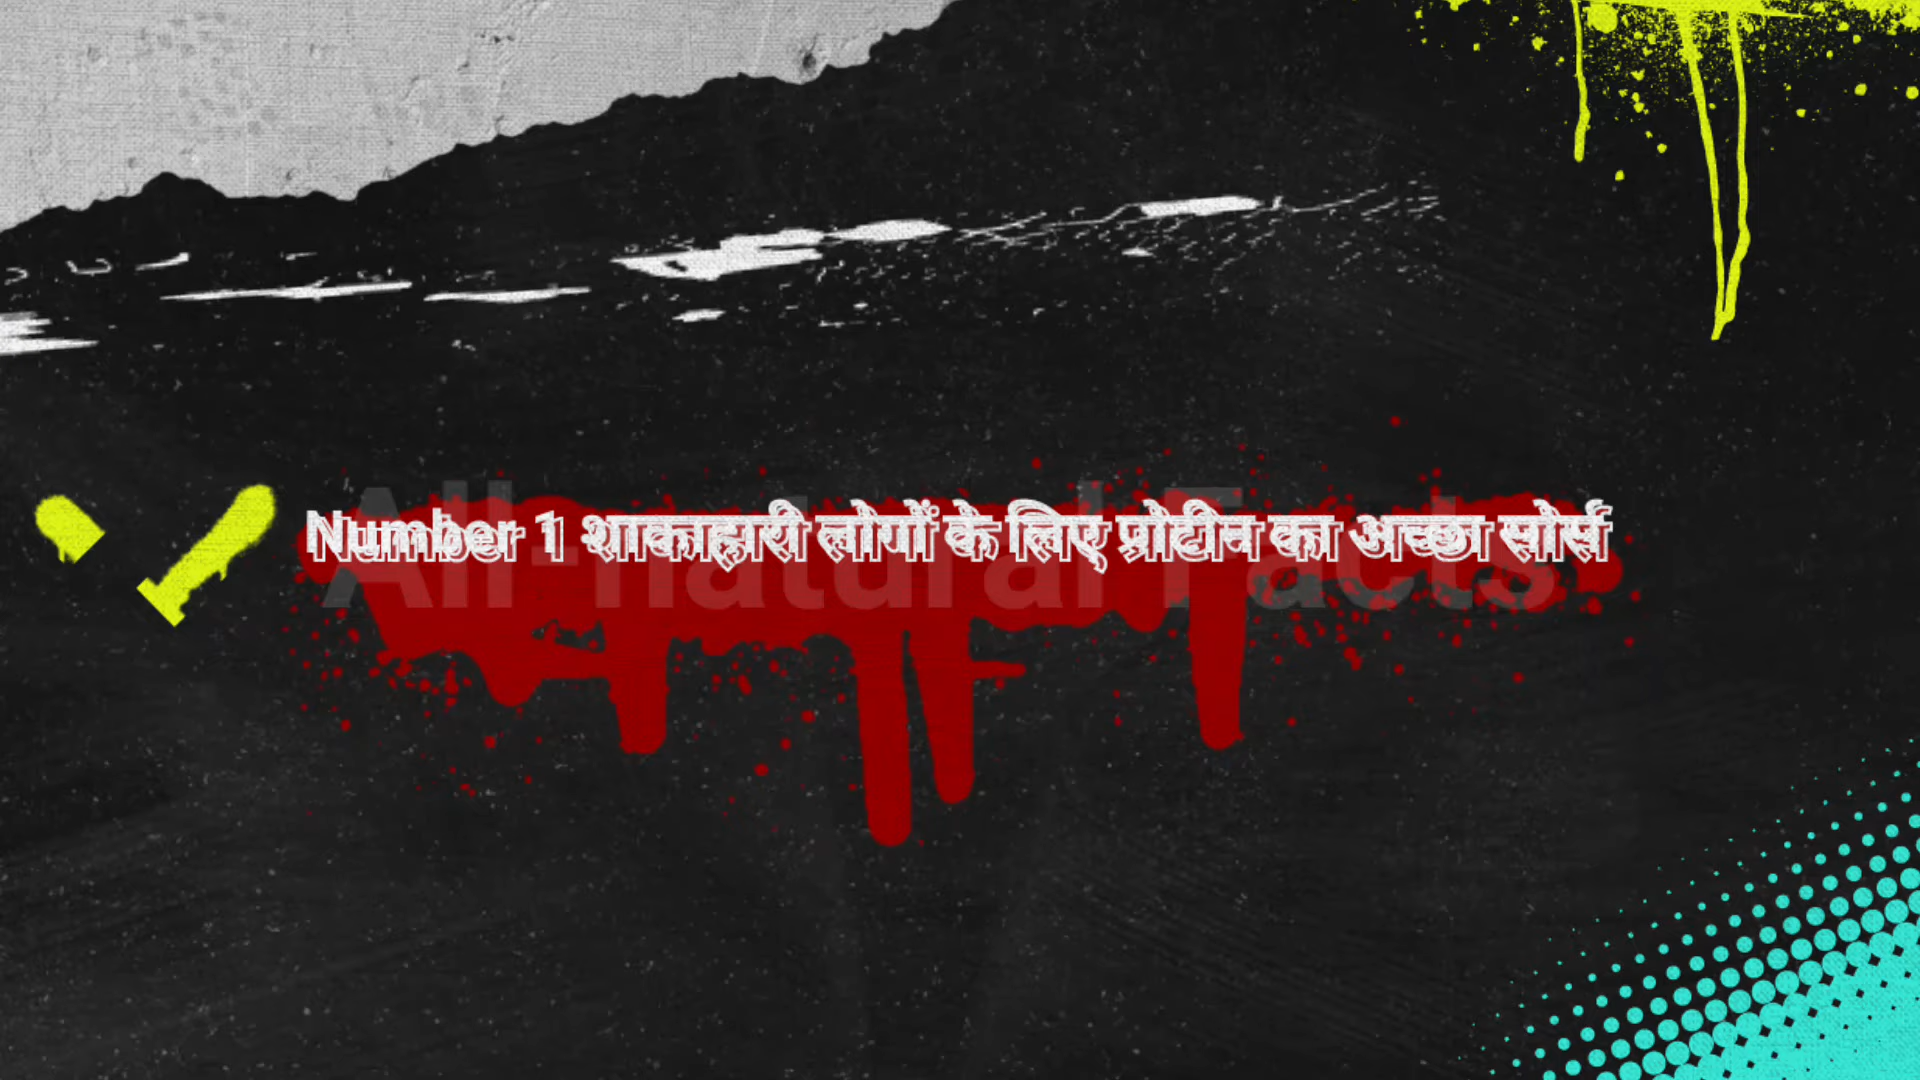 Number 1 शाकाहारी लोगों के लिए प्रोटीन का अच्छा सोर्स
All-natural Facts